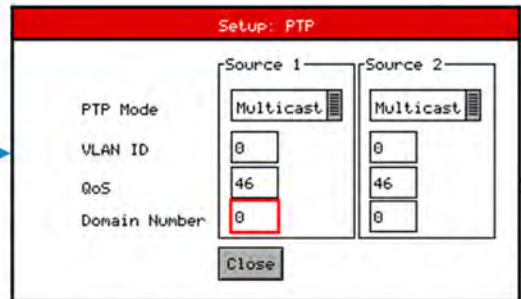 Setup: PTP
Source 1 Source 2
PTP Mode Multicast Multicast
VLAN ID 0 0
QoS 46 46
Domain Number 0 0
Close